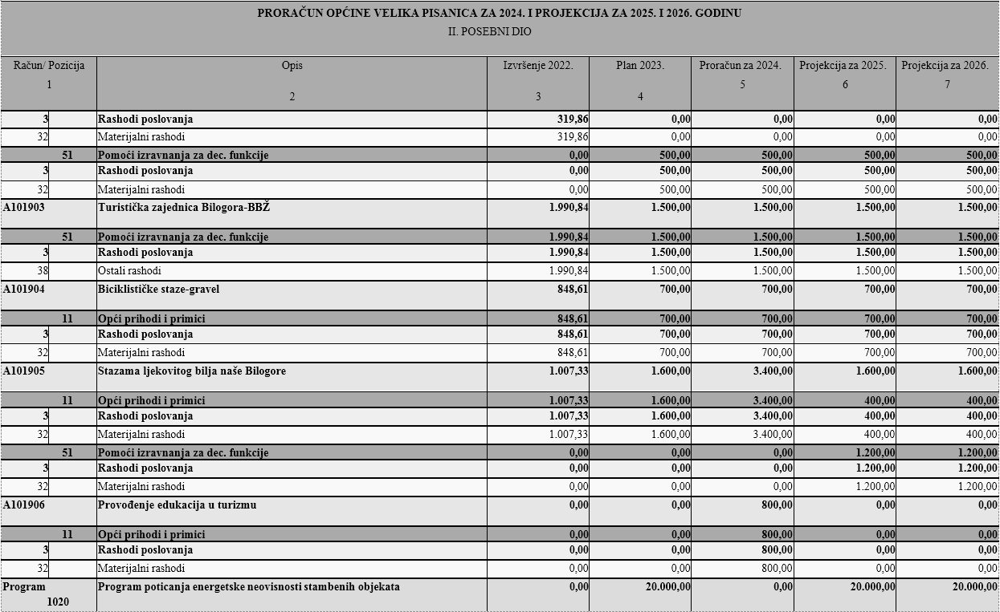 PRORAČUN OPĆINE VELIKA PISANICA ZA 2024. I PROJEKCIJA ZA 2025. I 2026. GODINU
II. POSEBNI DIO
Račun/ Pozicija Opis Izvršenje 2022. Plan 2023. Proračun za 2024. Projekcija za 2025. Projekcija za 2026.
1 2 3 4 5 6 7
3 Rashodi poslovanja 319,86 0,00 0,00 0,00 0,00
32 Materijalni rashodi 319,86 0,00 0,00 0,00 0,00
51 Pomoći izravnanja za dec. funkcije 0,00 500,00 500,00 500,00 500,00
3 Rashodi poslovanja 0,00 500,00 500,00 500,00 500,00
32 Materijalni rashodi 0,00 500,00 500,00 500,00 500,00
A101903 Turistička zajednica Bilogora-BBŽ 1.990,84 1.500,00 1.500,00 1.500,00 1.500,00
51 Pomoći izravnanja za dec. funkcije 1.990,84 1.500,00 1.500,00 1.500,00 1.500,00
3 Rashodi poslovanja 1.990,84 1.500,00 1.500,00 1.500,00 1.500,00
38 Ostali rashodi 1.990,84 1.500,00 1.500,00 1.500,00 1.500,00
A101904 Biciklističke staze-gravel 848,61 700,00 700,00 700,00 700,00
11 Opći prihodi i primici 848,61 700,00 700,00 700,00 700,00
3 Rashodi poslovanja 848,61 700,00 700,00 700,00 700,00
32 Materijalni rashodi 848,61 700,00 700,00 700,00 700,00
A101905 Stazama ljekovitog bilja naše Bilogore 1.007,33 1.600,00 3.400,00 1.600,00 1.600,00
11 Opći prihodi i primici 1.007,33 1.600,00 3.400,00 400,00 400,00
3 Rashodi poslovanja 1.007,33 1.600,00 3.400,00 400,00 400,00
32 Materijalni rashodi 1.007,33 1.600,00 3.400,00 400,00 400,00
51 Pomoći izravnanja za dec. funkcije 0,00 0,00 0,00 1.200,00 1.200,00
3 Rashodi poslovanja 0,00 0,00 0,00 1.200,00 1.200,00
32 Materijalni rashodi 0,00 0,00 0,00 1.200,00 1.200,00
A101906 Provođenje edukacija u turizmu 0,00 0,00 800,00 0,00 0,00
11 Opći prihodi i primici 0,00 0,00 800,00 0,00 0,00
3 Rashodi poslovanja 0,00 0,00 800,00 0,00 0,00
32 Materijalni rashodi 0,00 0,00 800,00 0,00 0,00
Program Program poticanja energetske neovisnosti stambenih objekata 0,00 20.000,00 0,00 20.000,00 20.000,00
1020